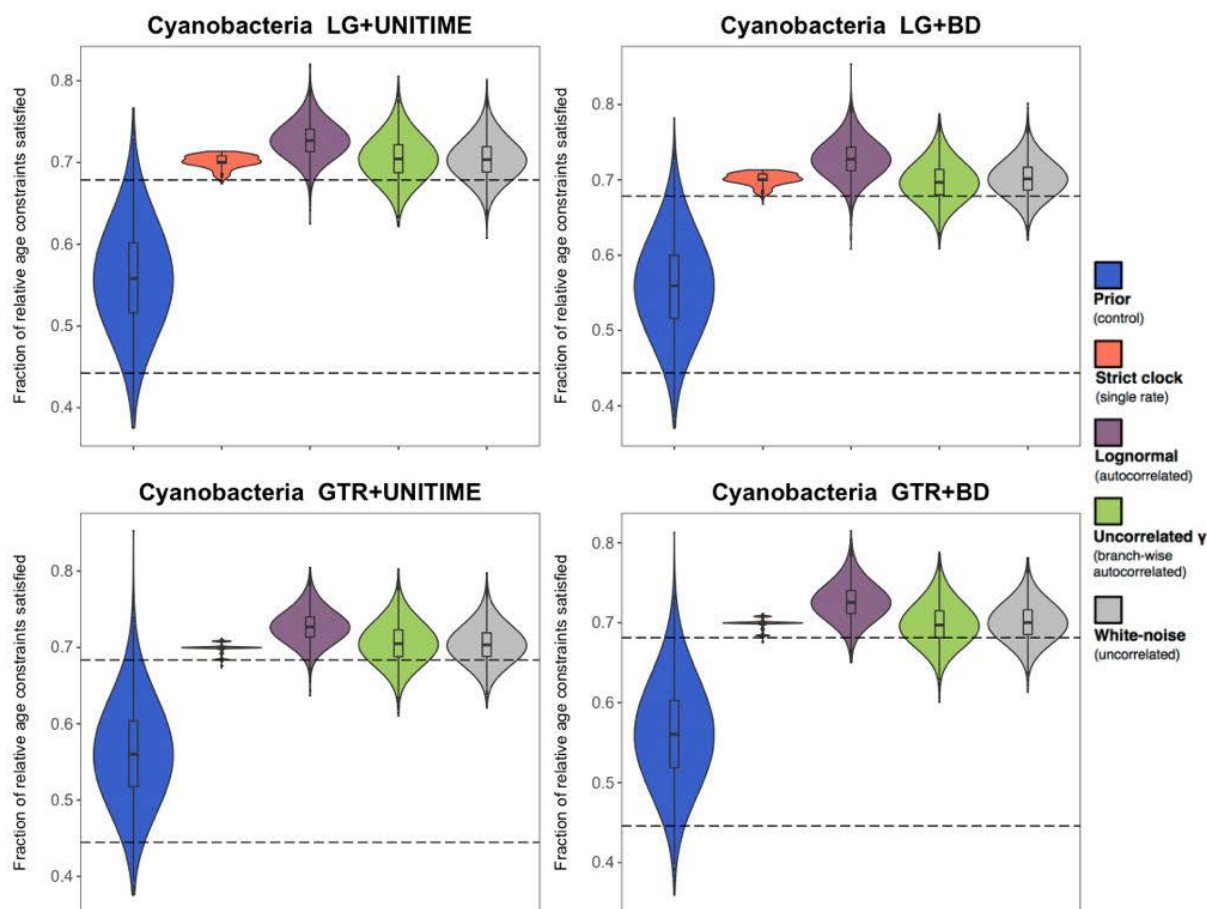 Cyanobacteria LG+UNITIME
Fraction of relative age constraints satisfied
0.8
0.7
0.6
0.5
0.4
Cyanobacteria LG+BD
Fraction of relative age constraints satisfied
0.8
0.7
0.6
0.5
0.4
Cyanobacteria GTR+UNITIME
Fraction of relative age constraints satisfied
0.8
0.7
0.6
0.5
0.4
Cyanobacteria GTR+BD
Fraction of relative age constraints satisfied
0.8
0.7
0.6
0.5
0.4
Prior
(control)
Strict clock
(single rate)
Lognormal
(autocorrelated)
Uncorrelated γ
(branch-wise
autocorrelated)
White-noise
(uncorrelated)